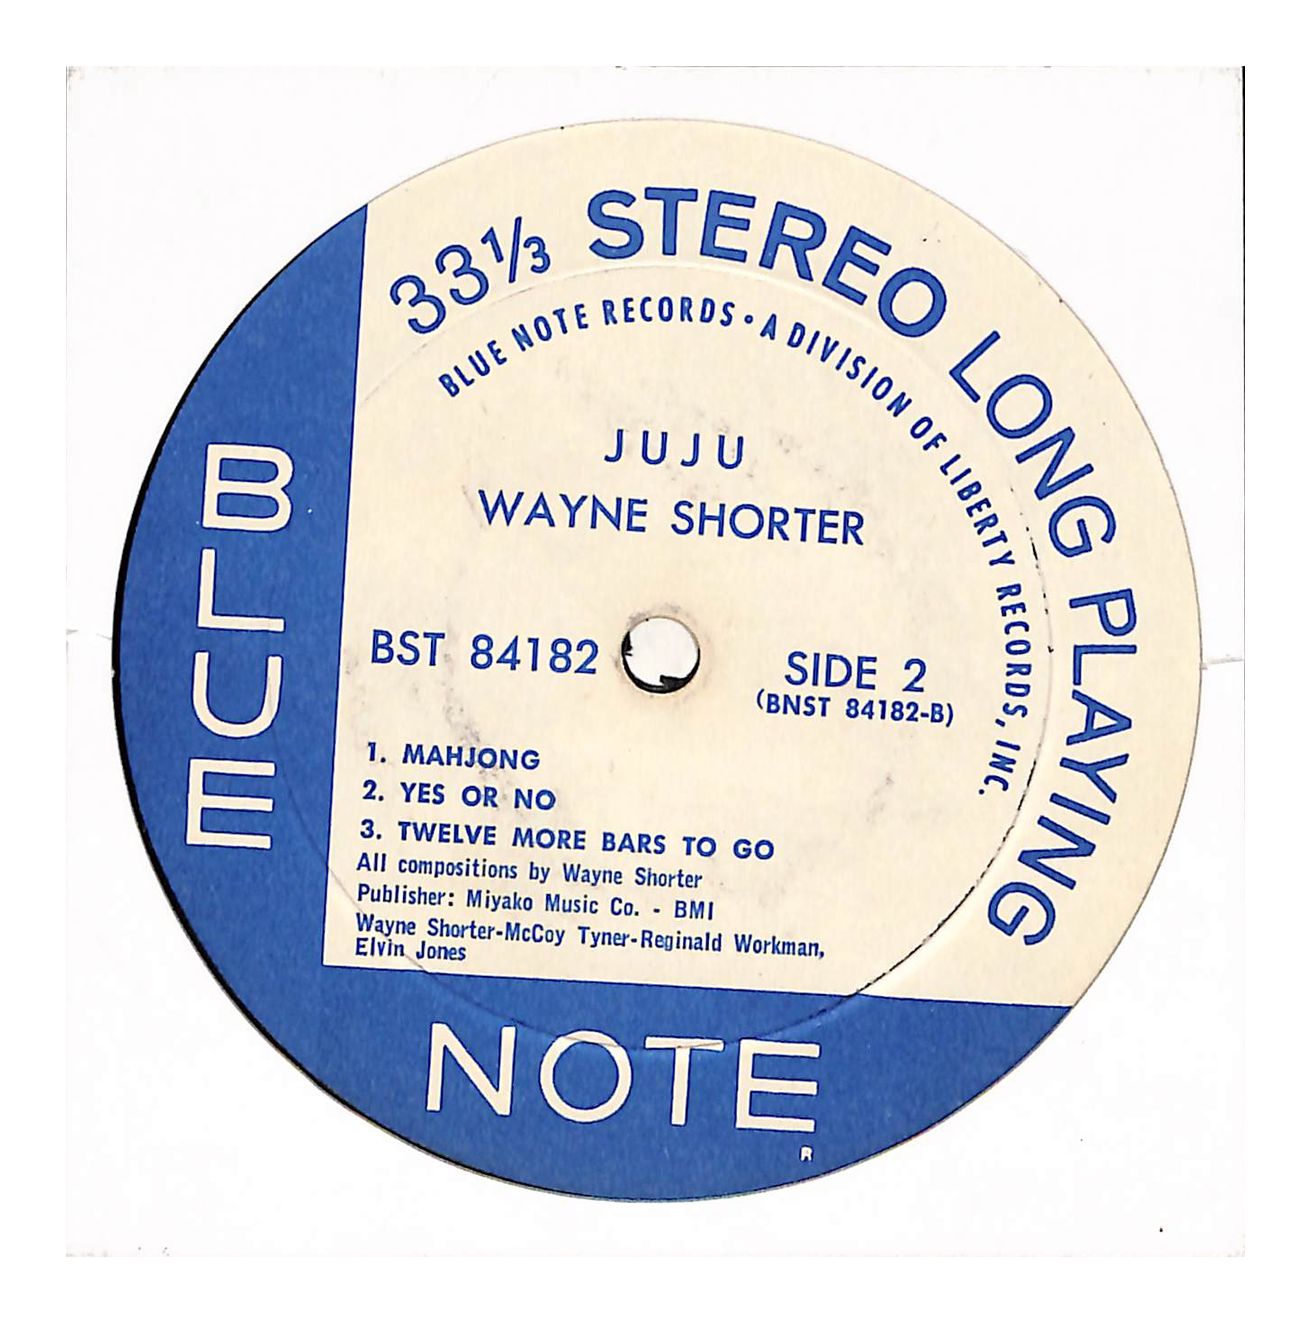 33⅓ STEREO LONG PLAYING
BLUE NOTE RECORDS • A DIVISION OF LIBERTY RECORDS, INC.
JUJU
WAYNE SHORTER
BST 84182
SIDE 2
(BNST 84182-B)
1. MAHJONG
2. YES OR NO
3. TWELVE MORE BARS TO GO
All compositions by Wayne Shorter
Publisher: Miyako Music Co. - BMI
Wayne Shorter-McCoy Tyner-Reginald Workman,
Elvin Jones
BLUE
NOTE
R